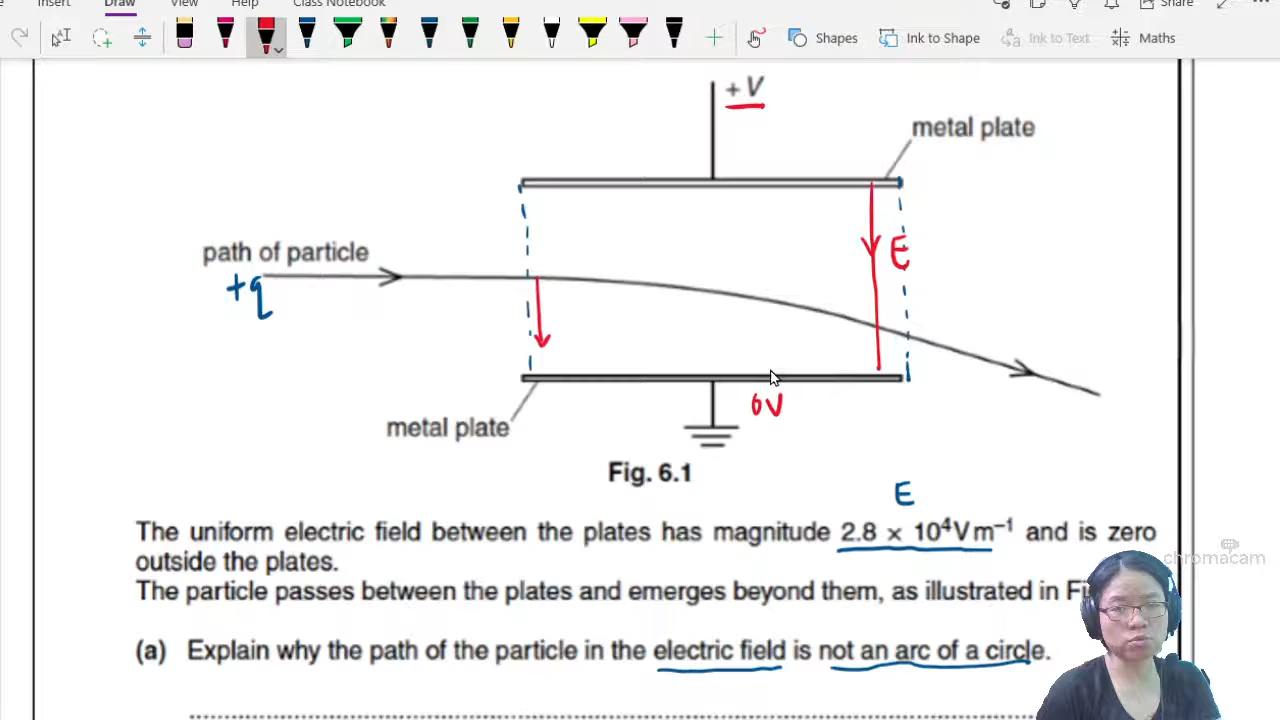 Insert Draw View Help Class Notebook Share
Shapes Ink to Shape Ink to Text Maths
+ V
metal plate
path of particle
+q
E
0V
metal plate
Fig. 6.1
E
The uniform electric field between the plates has magnitude 2.8 × 10⁴ V m⁻¹ and is zero
outside the plates.
The particle passes between the plates and emerges beyond them, as illustrated in
(a) Explain why the path of the particle in the electric field is not an arc of a circle.
chromacam